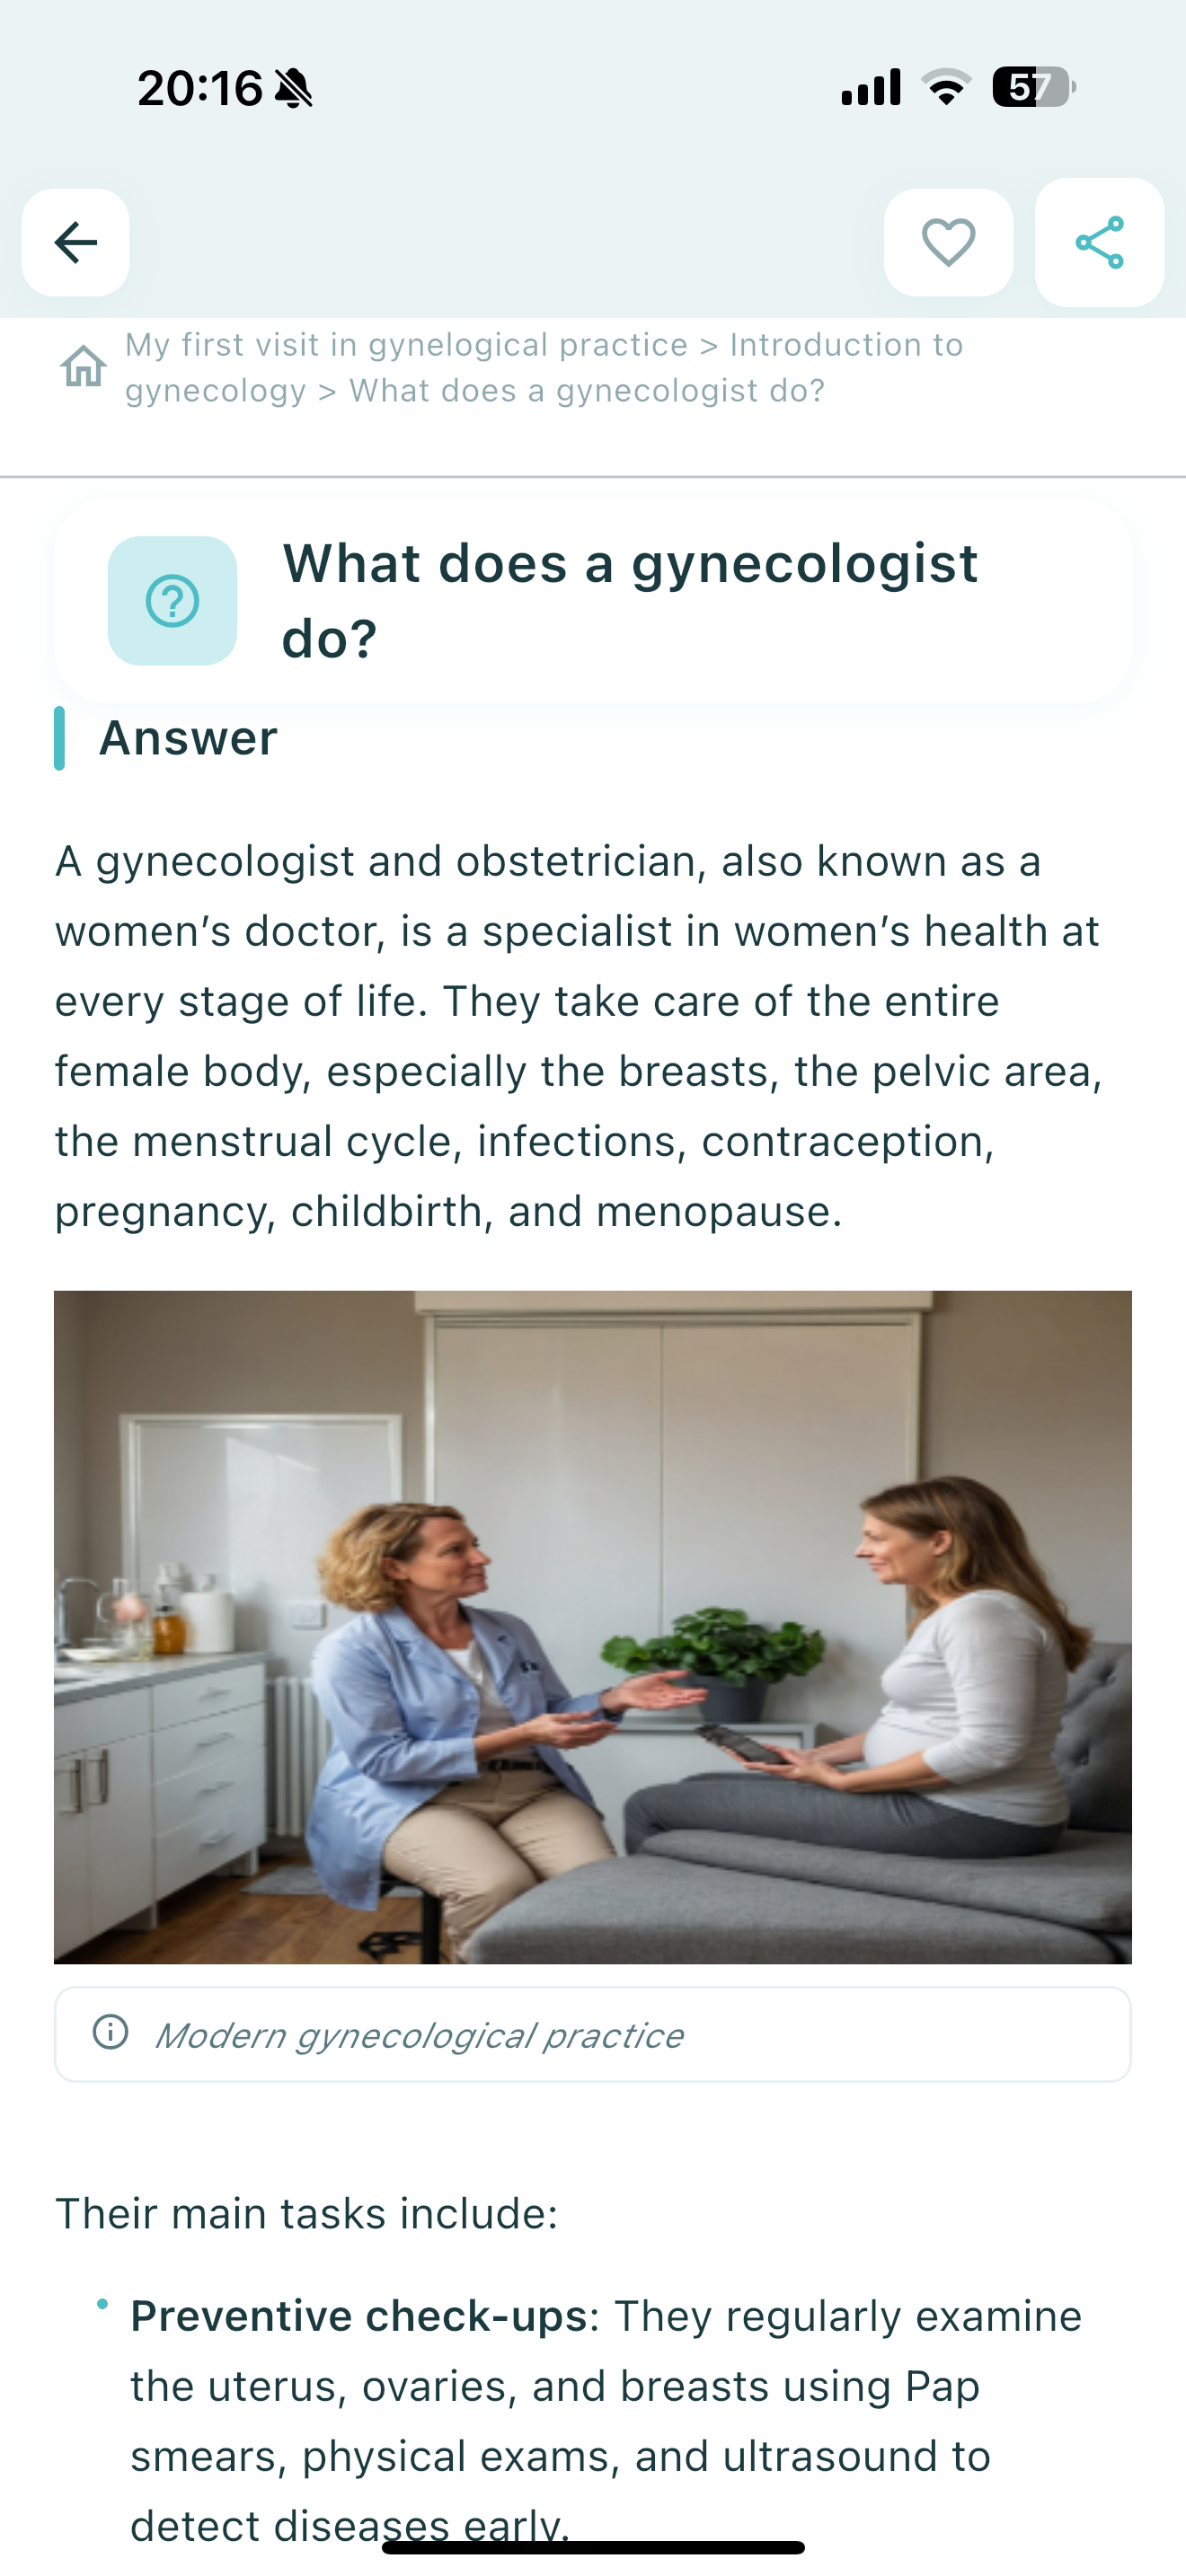 20:16
57
My first visit in gynelogical practice > Introduction to
gynecology > What does a gynecologist do?
What does a gynecologist
do?
Answer
A gynecologist and obstetrician, also known as a
women’s doctor, is a specialist in women’s health at
every stage of life. They take care of the entire
female body, especially the breasts, the pelvic area,
the menstrual cycle, infections, contraception,
pregnancy, childbirth, and menopause.
Modern gynecological practice
Their main tasks include:
• Preventive check-ups: They regularly examine
the uterus, ovaries, and breasts using Pap
smears, physical exams, and ultrasound to
detect diseases early.